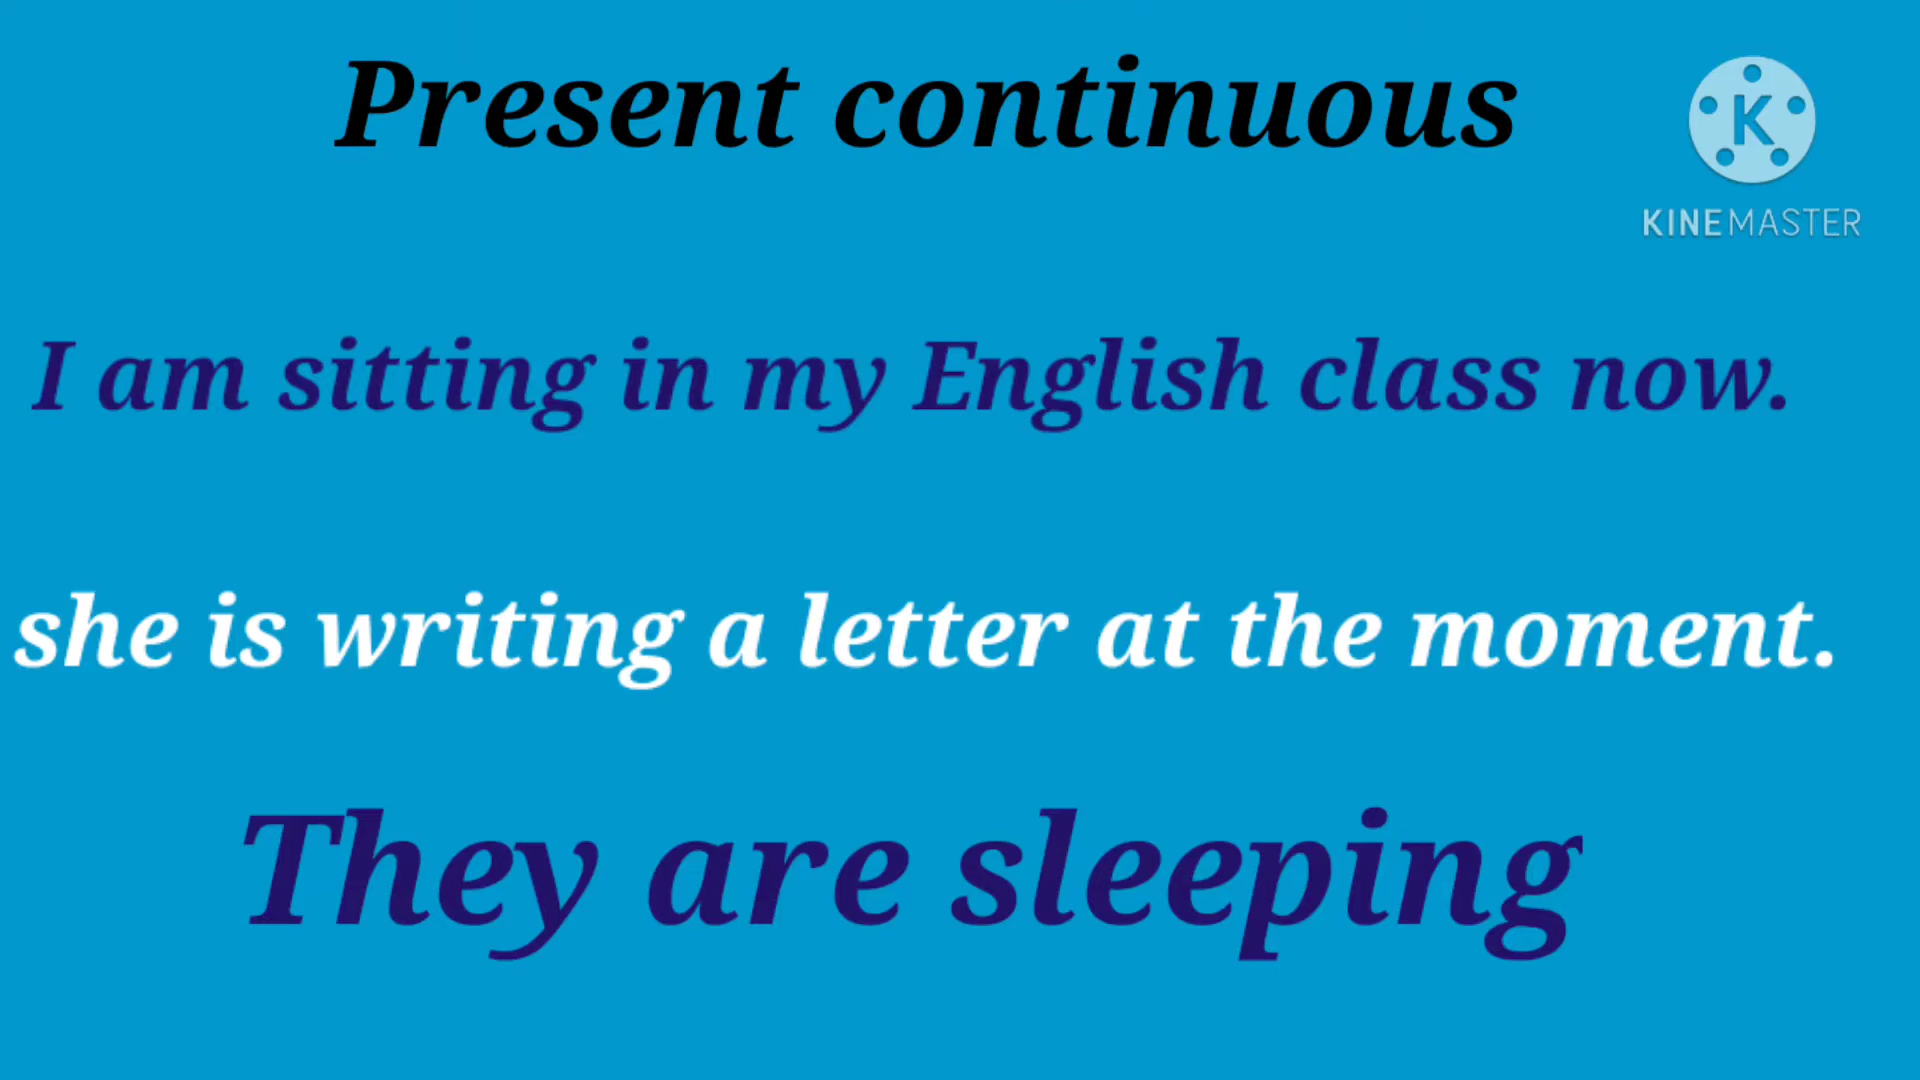 Present continuous
K
KINEMASTER
I am sitting in my English class now.
she is writing a letter at the moment.
They are sleeping